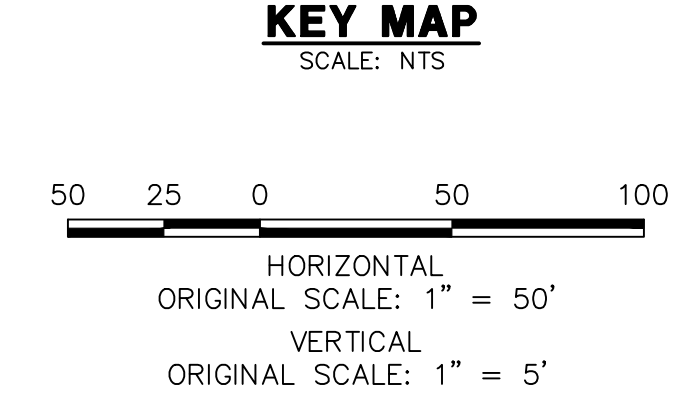 KEY MAP
SCALE: NTS
50 25 0 50 100
HORIZONTAL
ORIGINAL SCALE: 1” = 50’
VERTICAL
ORIGINAL SCALE: 1” = 5’